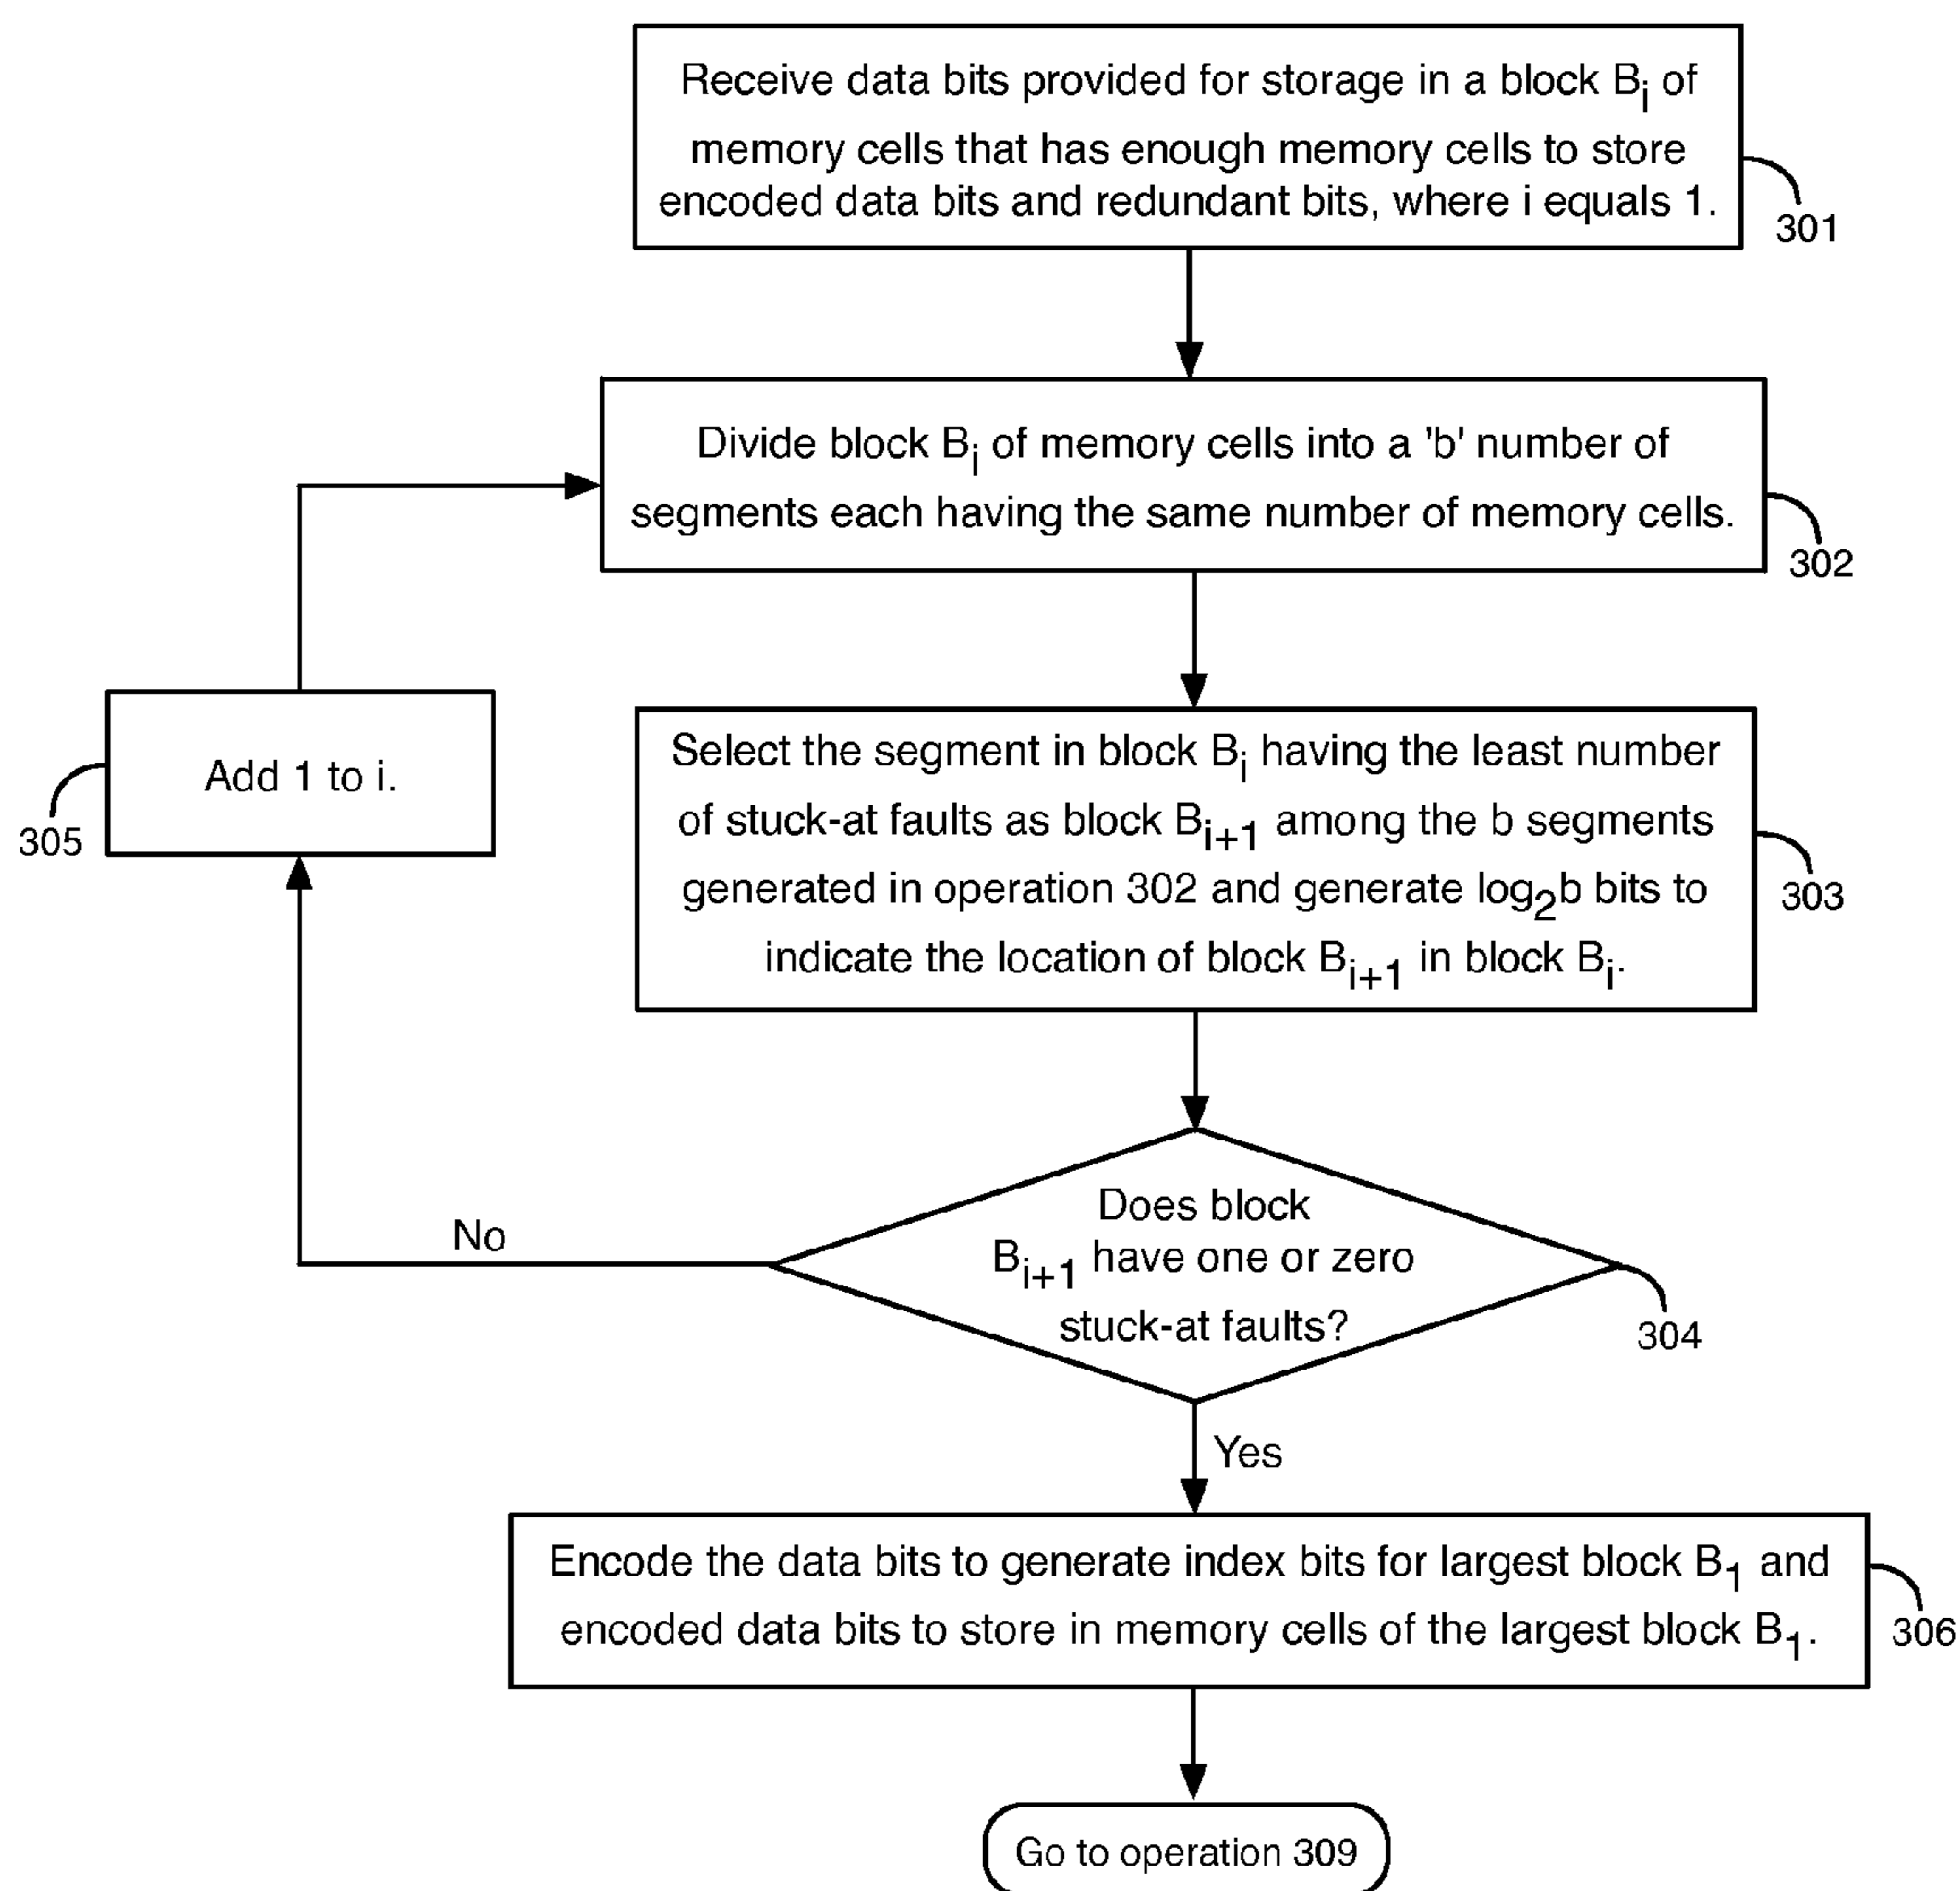 Receive data bits provided for storage in a block Bi of
memory cells that has enough memory cells to store
encoded data bits and redundant bits, where i equals 1.
301
Divide block Bi of memory cells into a 'b' number of
segments each having the same number of memory cells.
302
Select the segment in block Bi having the least number
of stuck-at faults as block Bi+1 among the b segments
generated in operation 302 and generate log2b bits to
indicate the location of block Bi+1 in block Bi.
303
Add 1 to i.
305
Does block
Bi+1 have one or zero
stuck-at faults?
304
No
Yes
Encode the data bits to generate index bits for largest block B1 and
encoded data bits to store in memory cells of the largest block B1.
306
Go to operation 309